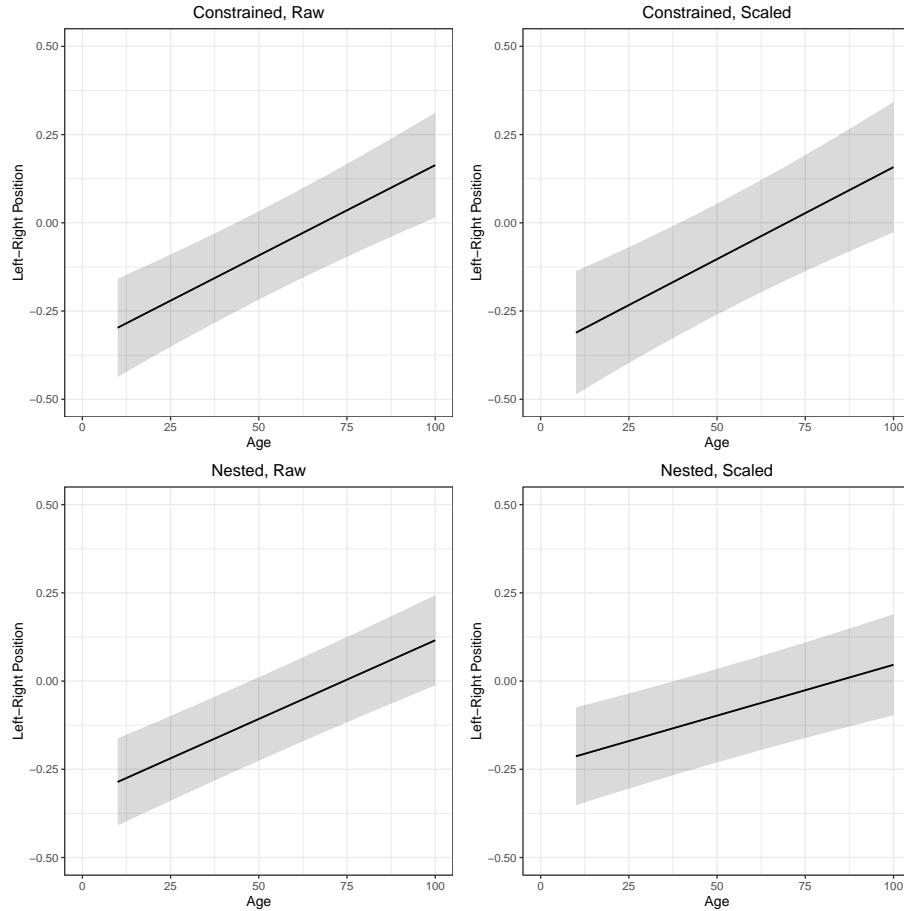 Constrained, Raw
0.50
0.25
0.00
−0.25
−0.50
Left−Right Position
0 25 50 75 100
Age
Constrained, Scaled
0.50
0.25
0.00
−0.25
−0.50
Left−Right Position
0 25 50 75 100
Age
Nested, Raw
0.50
0.25
0.00
−0.25
−0.50
Left−Right Position
0 25 50 75 100
Age
Nested, Scaled
0.50
0.25
0.00
−0.25
−0.50
Left−Right Position
0 25 50 75 100
Age